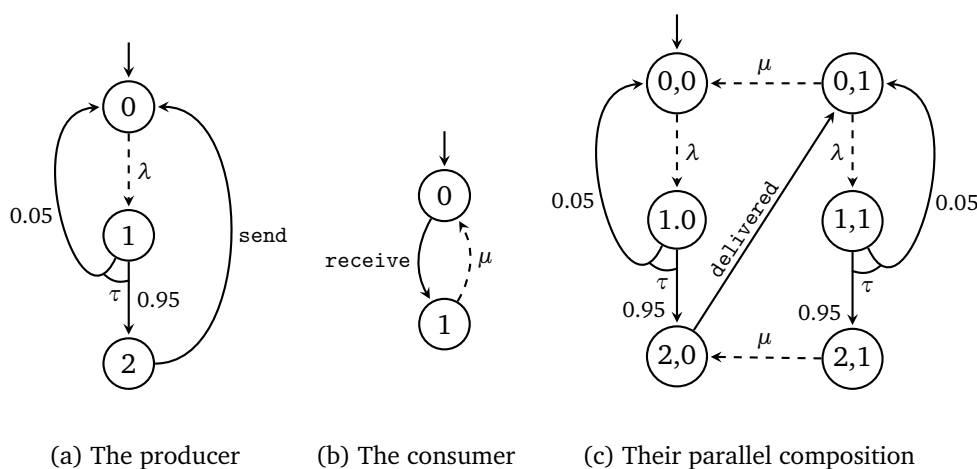 0
λ
1
0.05
τ
0.95
send
2
(a) The producer
0
receive
μ
1
(b) The consumer
0,0
μ
0,1
λ
λ
0.05
1.0
1,1
0.05
delivered
τ
τ
0.95
0.95
2,0
μ
2,1
(c) Their parallel composition